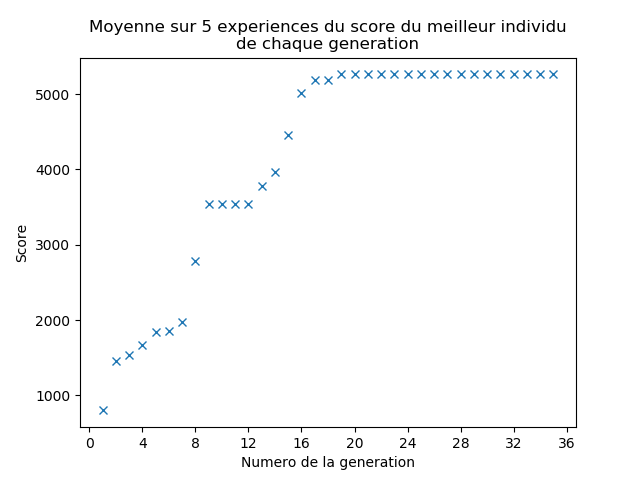 Moyenne sur 5 experiences du score du meilleur individu
de chaque generation
5000
4000
3000
2000
1000
Score
0 4 8 12 16 20 24 28 32 36
Numero de la generation